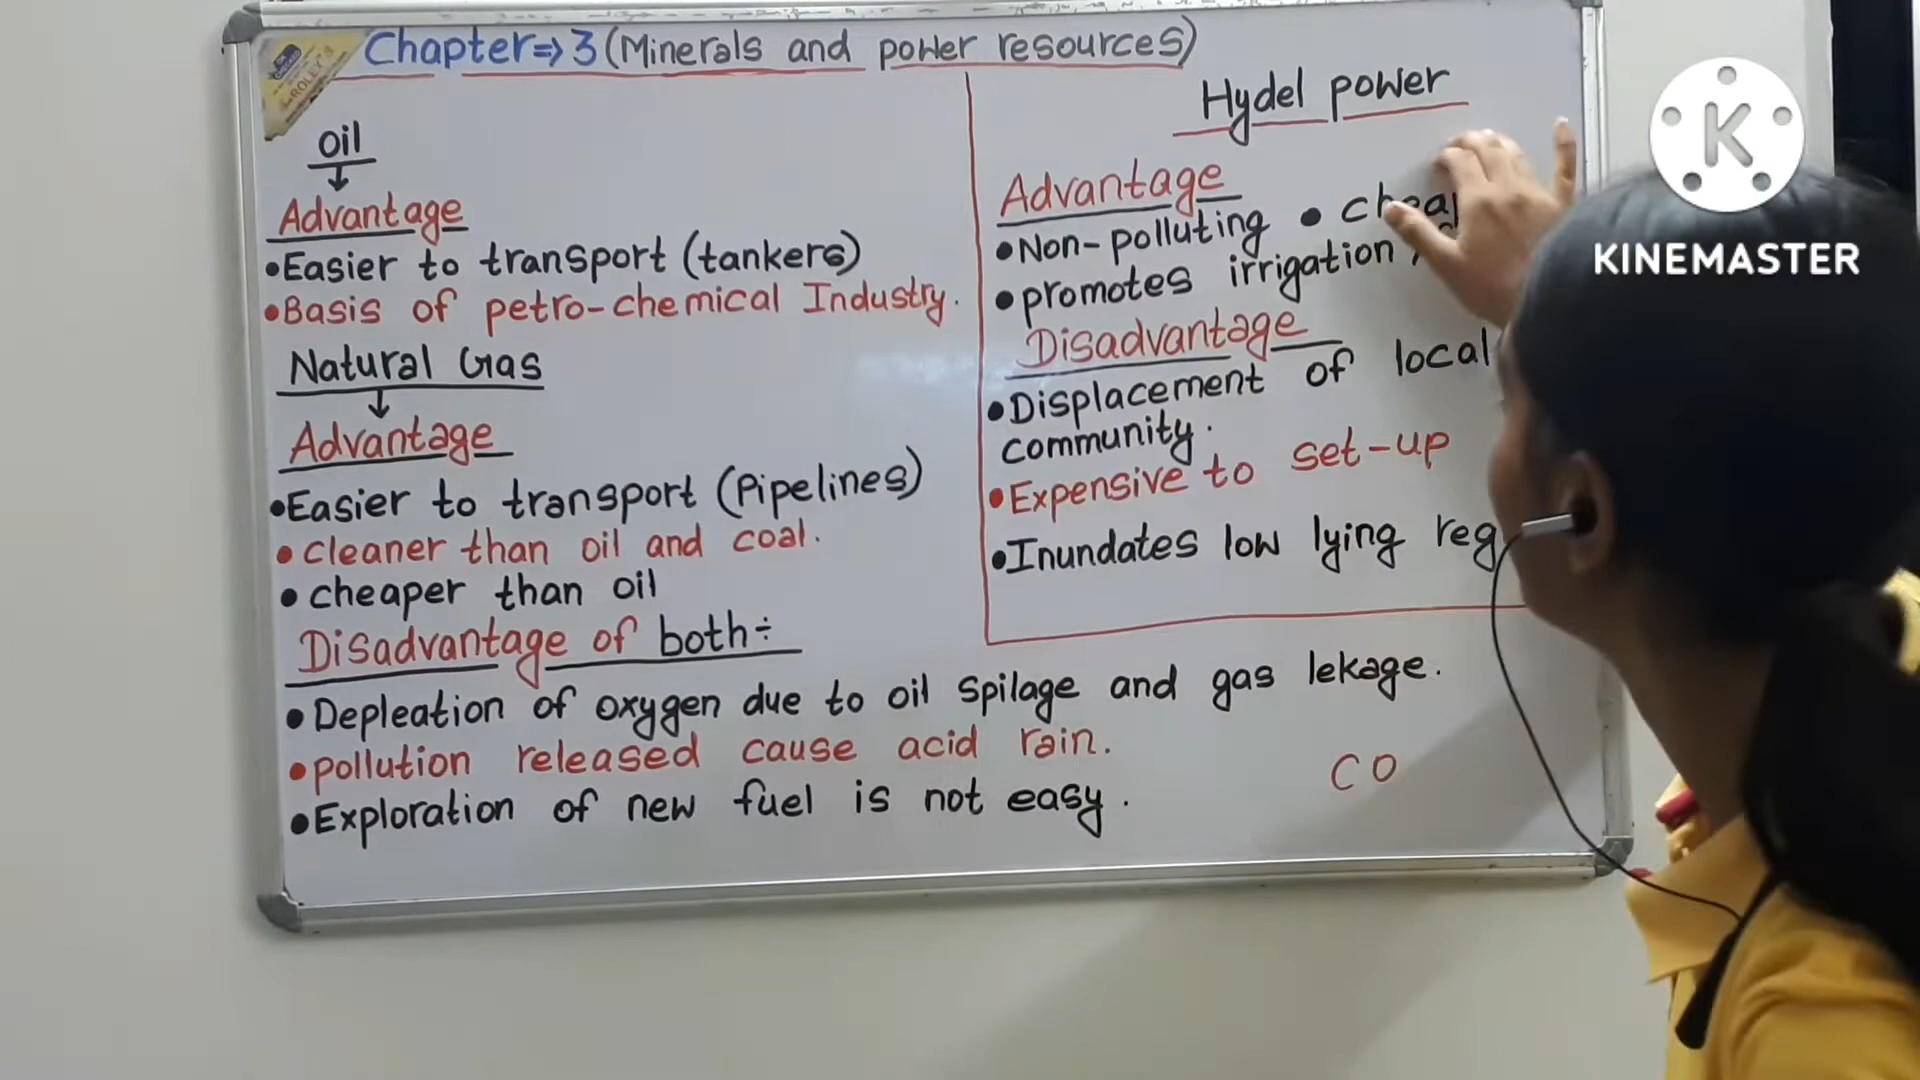 Chapter⇒3 (Minerals and power resources)
Oil
↓
Advantage
•Easier to transport (tankers)
•Basis of petro-chemical Industry.
Natural Gas
↓
Advantage
•Easier to transport (Pipelines)
•cleaner than oil and coal.
•cheaper than oil
Disadvantage of both÷
•Depleation of oxygen due to oil spilage and gas lekage.
•pollution released cause acid rain.
•Exploration of new fuel is not easy.
Hydel power
Advantage
•Non-polluting •
•promotes irrigation
Disadvantage
•Displacement of local
community.
•Expensive to set-up
•Inundates low lying
CO
K
KINEMASTER